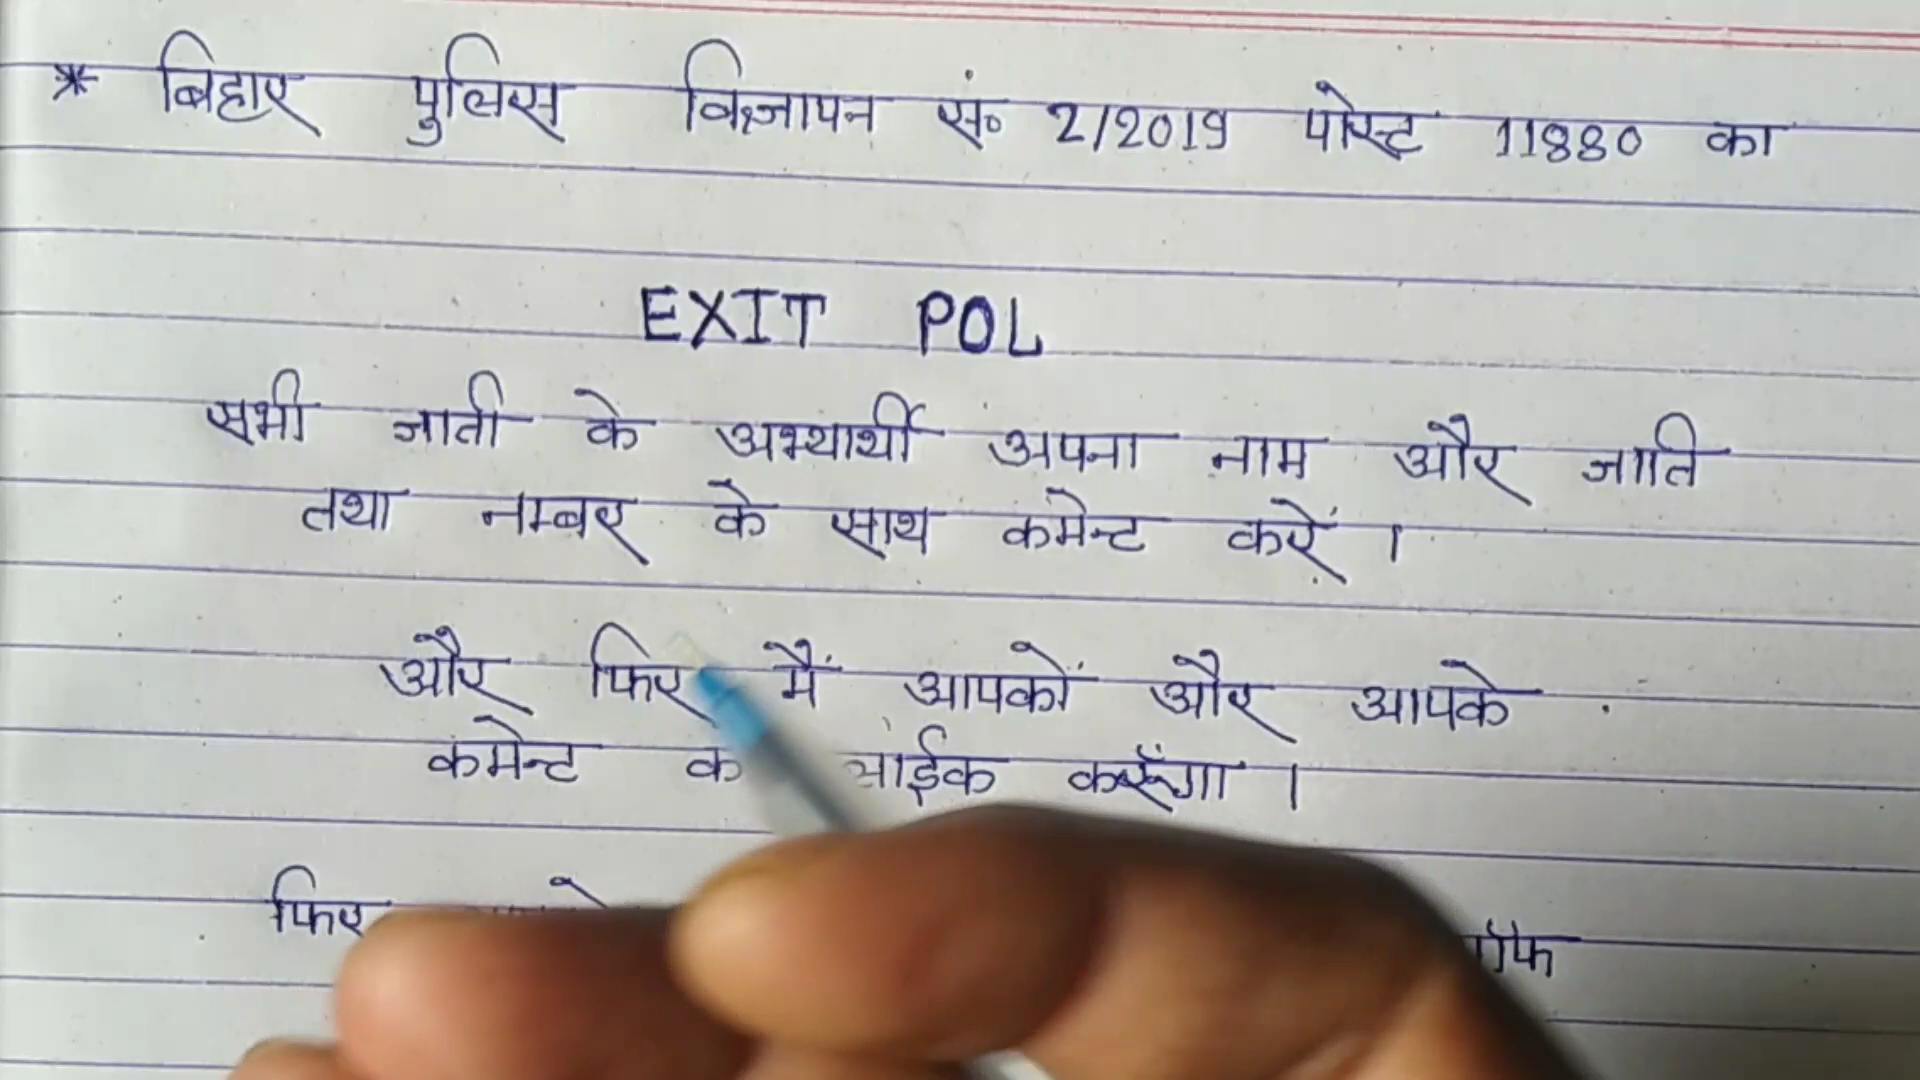 * बिहार पुलिस विज्ञापन सं० 2/2019 पोस्ट 11880 का
EXIT POL
सभी जाती के अभ्यार्थी अपना नाम और जाति
तथा नम्बर के साथ कमेन्ट करें ।
और फिर मैं आपकों और आपके
कमेन्ट लाईक करूँगा ।
फिर